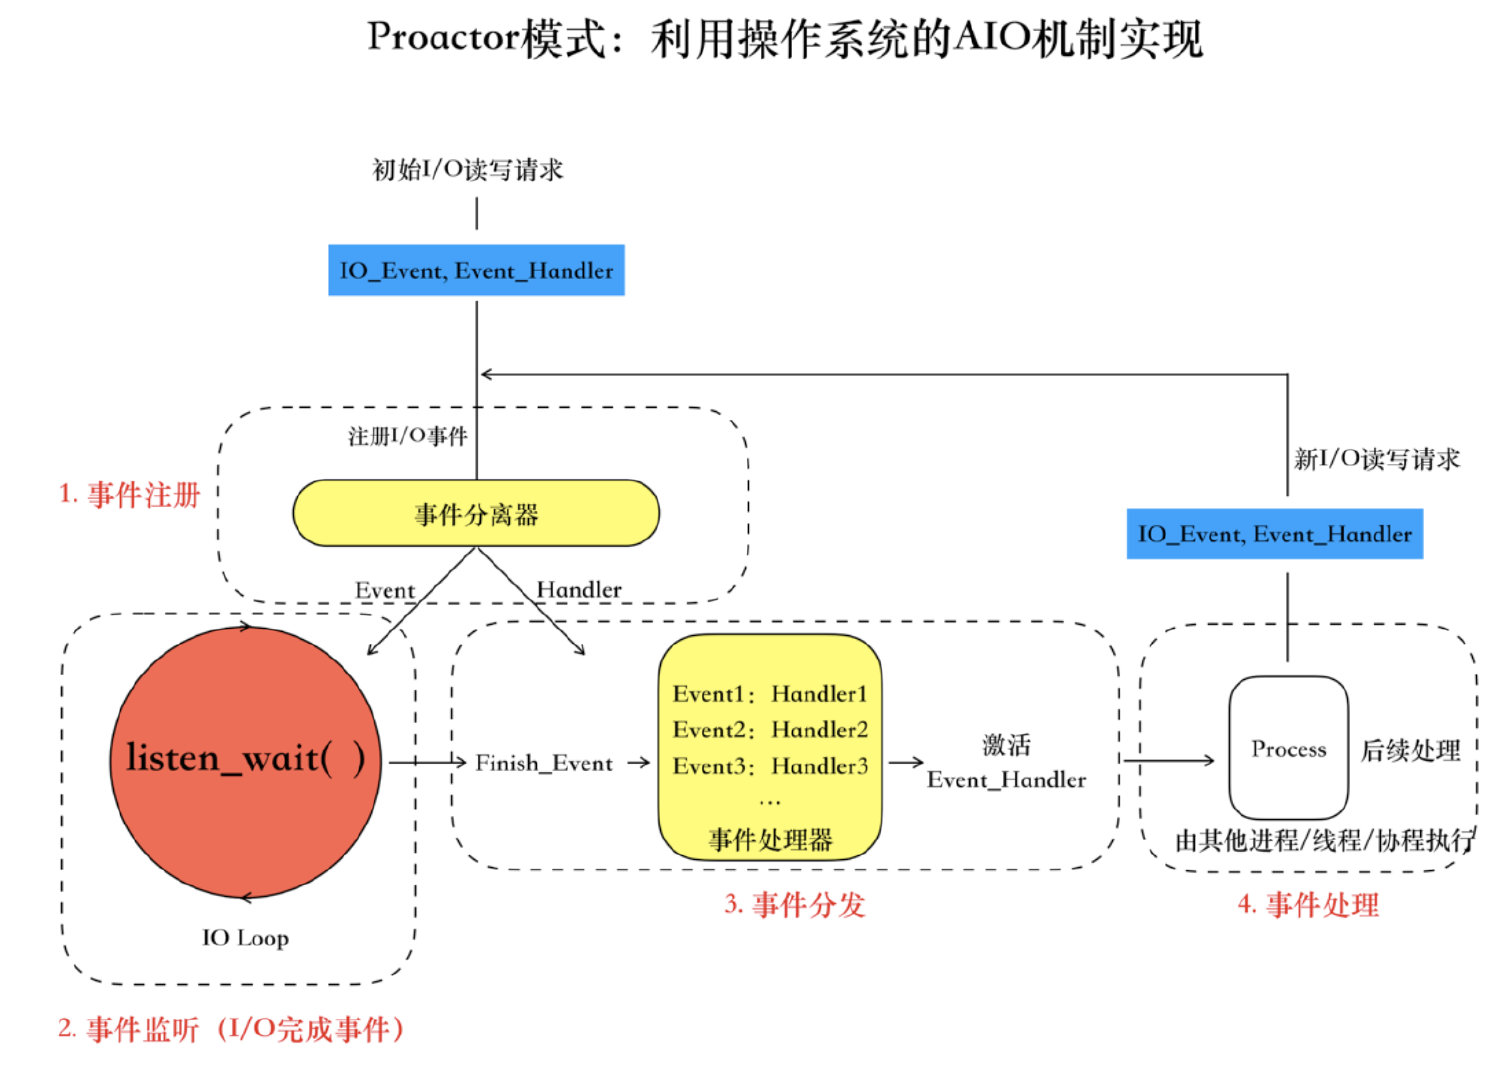 Proactor模式：利用操作系统的AIO机制实现
初始I/O读写请求
IO_Event, Event_Handler
注册I/O事件
1. 事件注册
事件分离器
Event
Handler
新I/O读写请求
IO_Event, Event_Handler
listen_wait( )
IO Loop
2. 事件监听（I/O完成事件）
Finish_Event
Event1：Handler1
Event2：Handler2
Event3：Handler3
...
事件处理器
激活
Event_Handler
3. 事件分发
Process
后续处理
由其他进程/线程/协程执行
4. 事件处理